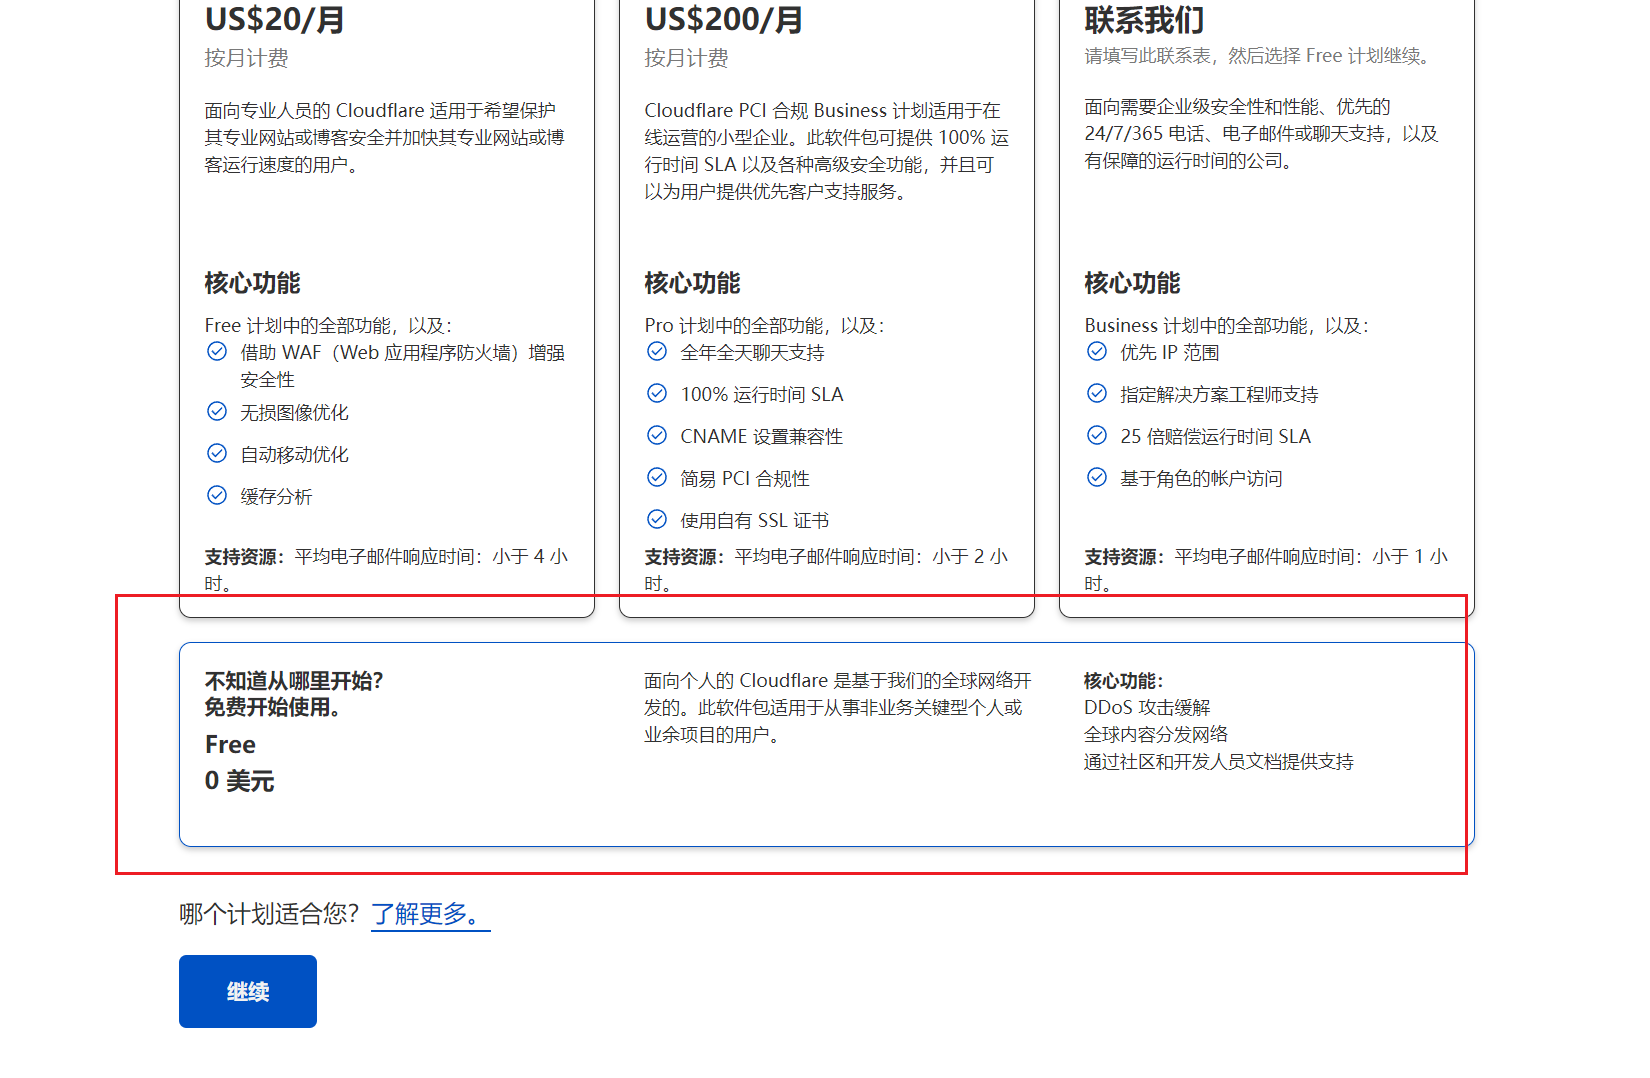 US$20/月
按月计费
面向专业人员的 Cloudflare 适用于希望保护
其专业网站或博客安全并加快其专业网站或博
客运行速度的用户。
核心功能
Free 计划中的全部功能，以及：
借助 WAF（Web 应用程序防火墙）增强
安全性
无损图像优化
自动移动优化
缓存分析
支持资源：平均电子邮件响应时间：小于 4 小
时。
US$200/月
按月计费
Cloudflare PCI 合规 Business 计划适用于在
线运营的小型企业。此软件包可提供 100% 运
行时间 SLA 以及各种高级安全功能，并且可
以为用户提供优先客户支持服务。
核心功能
Pro 计划中的全部功能，以及：
全年全天聊天支持
100% 运行时间 SLA
CNAME 设置兼容性
简易 PCI 合规性
使用自有 SSL 证书
支持资源：平均电子邮件响应时间：小于 2 小
时。
联系我们
请填写此联系表，然后选择 Free 计划继续。
面向需要企业级安全性和性能、优先的
24/7/365 电话、电子邮件或聊天支持，以及
有保障的运行时间的公司。
核心功能
Business 计划中的全部功能，以及：
优先 IP 范围
指定解决方案工程师支持
25 倍赔偿运行时间 SLA
基于角色的帐户访问
支持资源：平均电子邮件响应时间：小于 1 小
时。
不知道从哪里开始？
免费开始使用。
Free
0 美元
面向个人的 Cloudflare 是基于我们的全球网络开
发的。此软件包适用于从事非业务关键型个人或
业余项目的用户。
核心功能：
DDoS 攻击缓解
全球内容分发网络
通过社区和开发人员文档提供支持
哪个计划适合您？了解更多。
继续